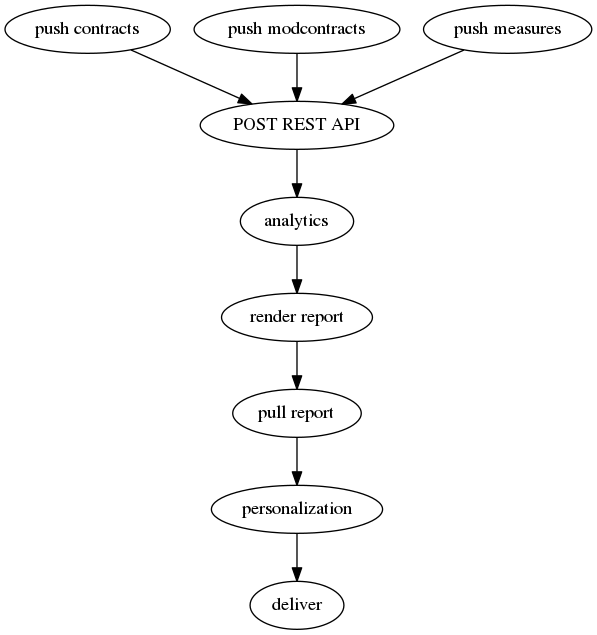 push contracts
push modcontracts
push measures
POST REST API
analytics
render report
pull report
personalization
deliver